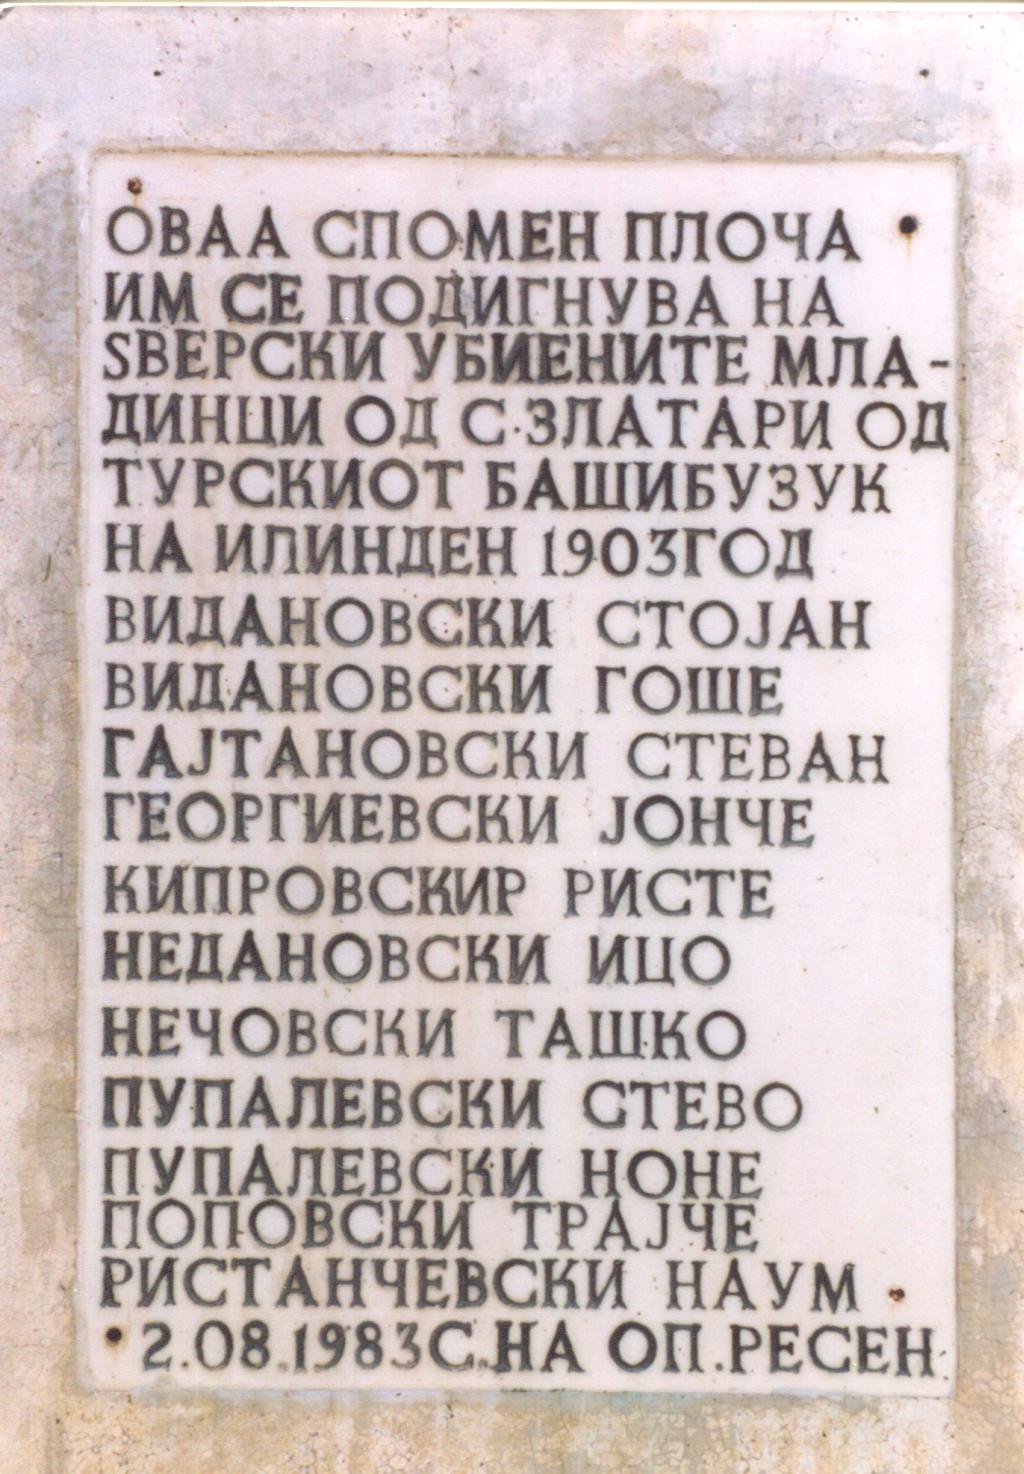 ОВАА СПОМЕН ПЛОЧА
ИМ СЕ ПОДИГНУВА НА
ЅВЕРСКИ УБИЕНИТЕ МЛА-
ДИНЦИ ОД С.ЗЛАТАРИ ОД
ТУРСКИОТ БАШИБУЗУК
НА ИЛИНДЕН 1903ГОД
ВИДАНОВСКИ СТОЈАН
ВИДАНОВСКИ ГОШЕ
ГАЈТАНОВСКИ СТЕВАН
ГЕОРГИЕВСКИ ЈОНЧЕ
КИПРОВСКИР РИСТЕ
НЕДАНОВСКИ ИЦО
НЕЧОВСКИ ТАШКО
ПУПАЛЕВСКИ СТЕВО
ПУПАЛЕВСКИ НОНЕ
ПОПОВСКИ ТРАЈЧЕ
РИСТАНЧЕВСКИ НАУМ
2.08.1983С.НА ОП.РЕСЕН.